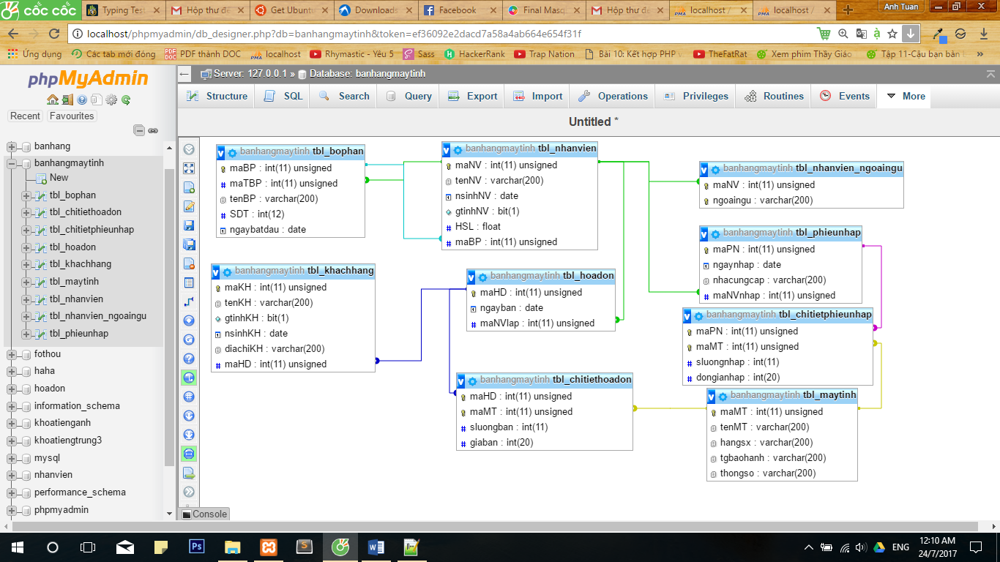 cốc cốc
Typing Test
Hộp thư đế
Get Ubuntu
Downloads
Facebook
Final Masq
Hộp thư đế
localhost /
localhost /
Anh Tuan
localhost/phpmyadmin/db_designer.php?db=banhangmaytinh&token=ef36092e2dacd7a58a4ab664e654f31f
Ứng dụng
Các tab mới đóng
PDF thành DOC
localhost
Rhymastic - Yêu 5
Sass
HackerRank
Trap Nation
Bài 10: Kết hợp PHP v
TheFatRat
Xem phim Thầy Giáo
Tập 11-Cậu bạn bần
phpMyAdmin
Recent Favourites
banhang
banhangmaytinh
New
tbl_bophan
tbl_chitiethoadon
tbl_chitietphieunhap
tbl_hoadon
tbl_khachhang
tbl_maytinh
tbl_nhanvien
tbl_nhanvien_ngoaingu
tbl_phieunhap
fothou
haha
hoadon
information_schema
khoatienganh
khoatiengtrung3
mysql
nhanvien
performance_schema
phpmyadmin
Server: 127.0.0.1 » Database: banhangmaytinh
Structure SQL Search Query Export Import Operations Privileges Routines Events More
Untitled *
banhangmaytinh tbl_bophan
maBP : int(11) unsigned
maTBP : int(11) unsigned
tenBP : varchar(200)
SDT : int(12)
ngaybatdau : date
banhangmaytinh tbl_nhanvien
maNV : int(11) unsigned
tenNV : varchar(200)
nsinhNV : date
gtinhNV : bit(1)
HSL : float
maBP : int(11) unsigned
banhangmaytinh tbl_nhanvien_ngoaingu
maNV : int(11) unsigned
ngoaingu : varchar(200)
banhangmaytinh tbl_phieunhap
maPN : int(11) unsigned
ngaynhap : date
nhacungcap : varchar(200)
maNVnhap : int(11) unsigned
banhangmaytinh tbl_khachhang
maKH : int(11) unsigned
tenKH : varchar(200)
gtinhKH : bit(1)
nsinhKH : date
diachiKH : varchar(200)
maHD : int(11) unsigned
banhangmaytinh tbl_hoadon
maHD : int(11) unsigned
ngayban : date
maNVlap : int(11) unsigned
banhangmaytinh tbl_chitietphieunhap
maPN : int(11) unsigned
maMT : int(11) unsigned
sluongnhap : int(11)
dongianhap : int(20)
banhangmaytinh tbl_chitiethoadon
maHD : int(11) unsigned
maMT : int(11) unsigned
sluongban : int(11)
giaban : int(20)
banhangmaytinh tbl_maytinh
maMT : int(11) unsigned
tenMT : varchar(200)
hangsx : varchar(200)
tgbaohanh : varchar(200)
thongso : varchar(200)
Console
ENG
12:10 AM
24/7/2017